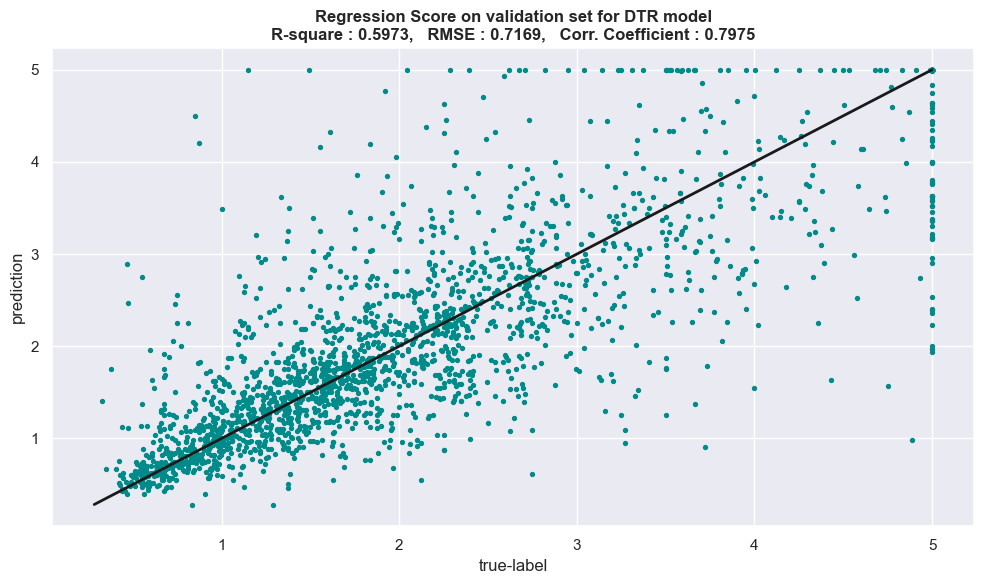 Regression Score on validation set for DTR model
R-square : 0.5973,   RMSE : 0.7169,   Corr. Coefficient : 0.7975
5
4
3
2
1
prediction
1 2 3 4 5
true-label